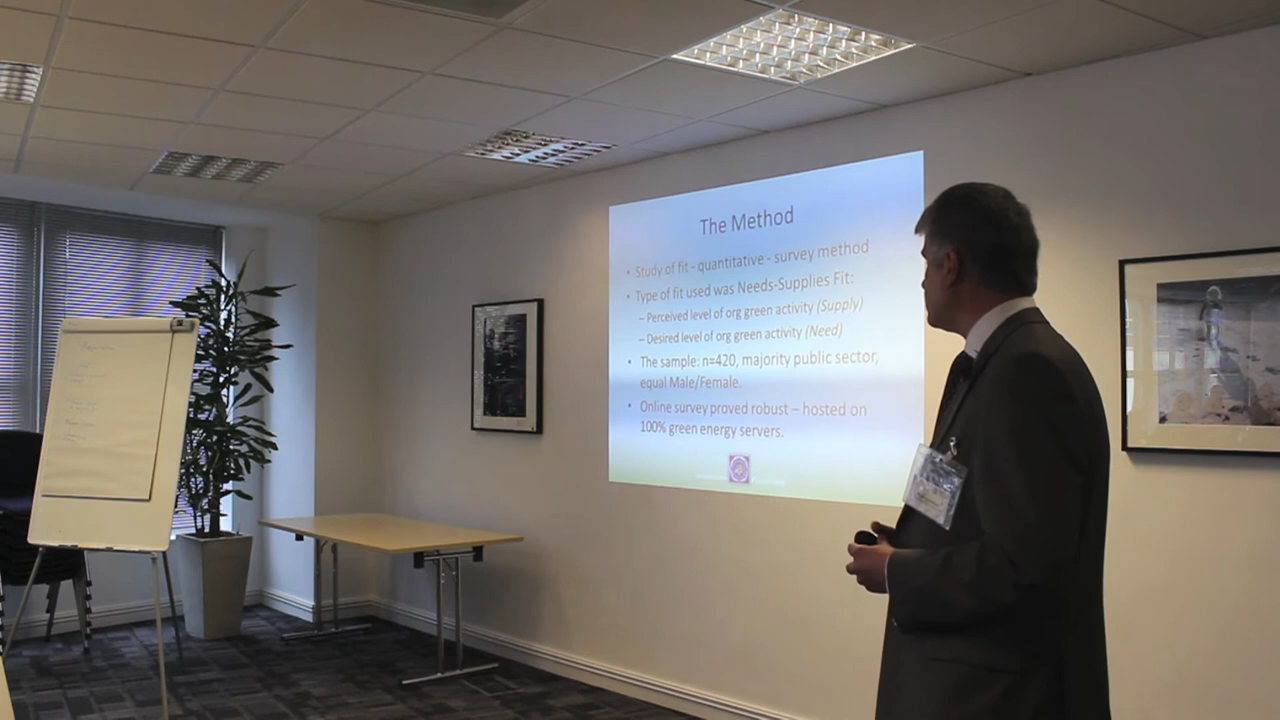 The Method
• Study of fit - quantitative - survey method
• Type of fit used was Needs-Supplies Fit:
– Perceived level of org green activity (Supply)
– Desired level of org green activity (Need)
• The sample: n=420, majority public sector,
equal Male/Female.
• Online survey proved robust – hosted on
100% green energy servers.